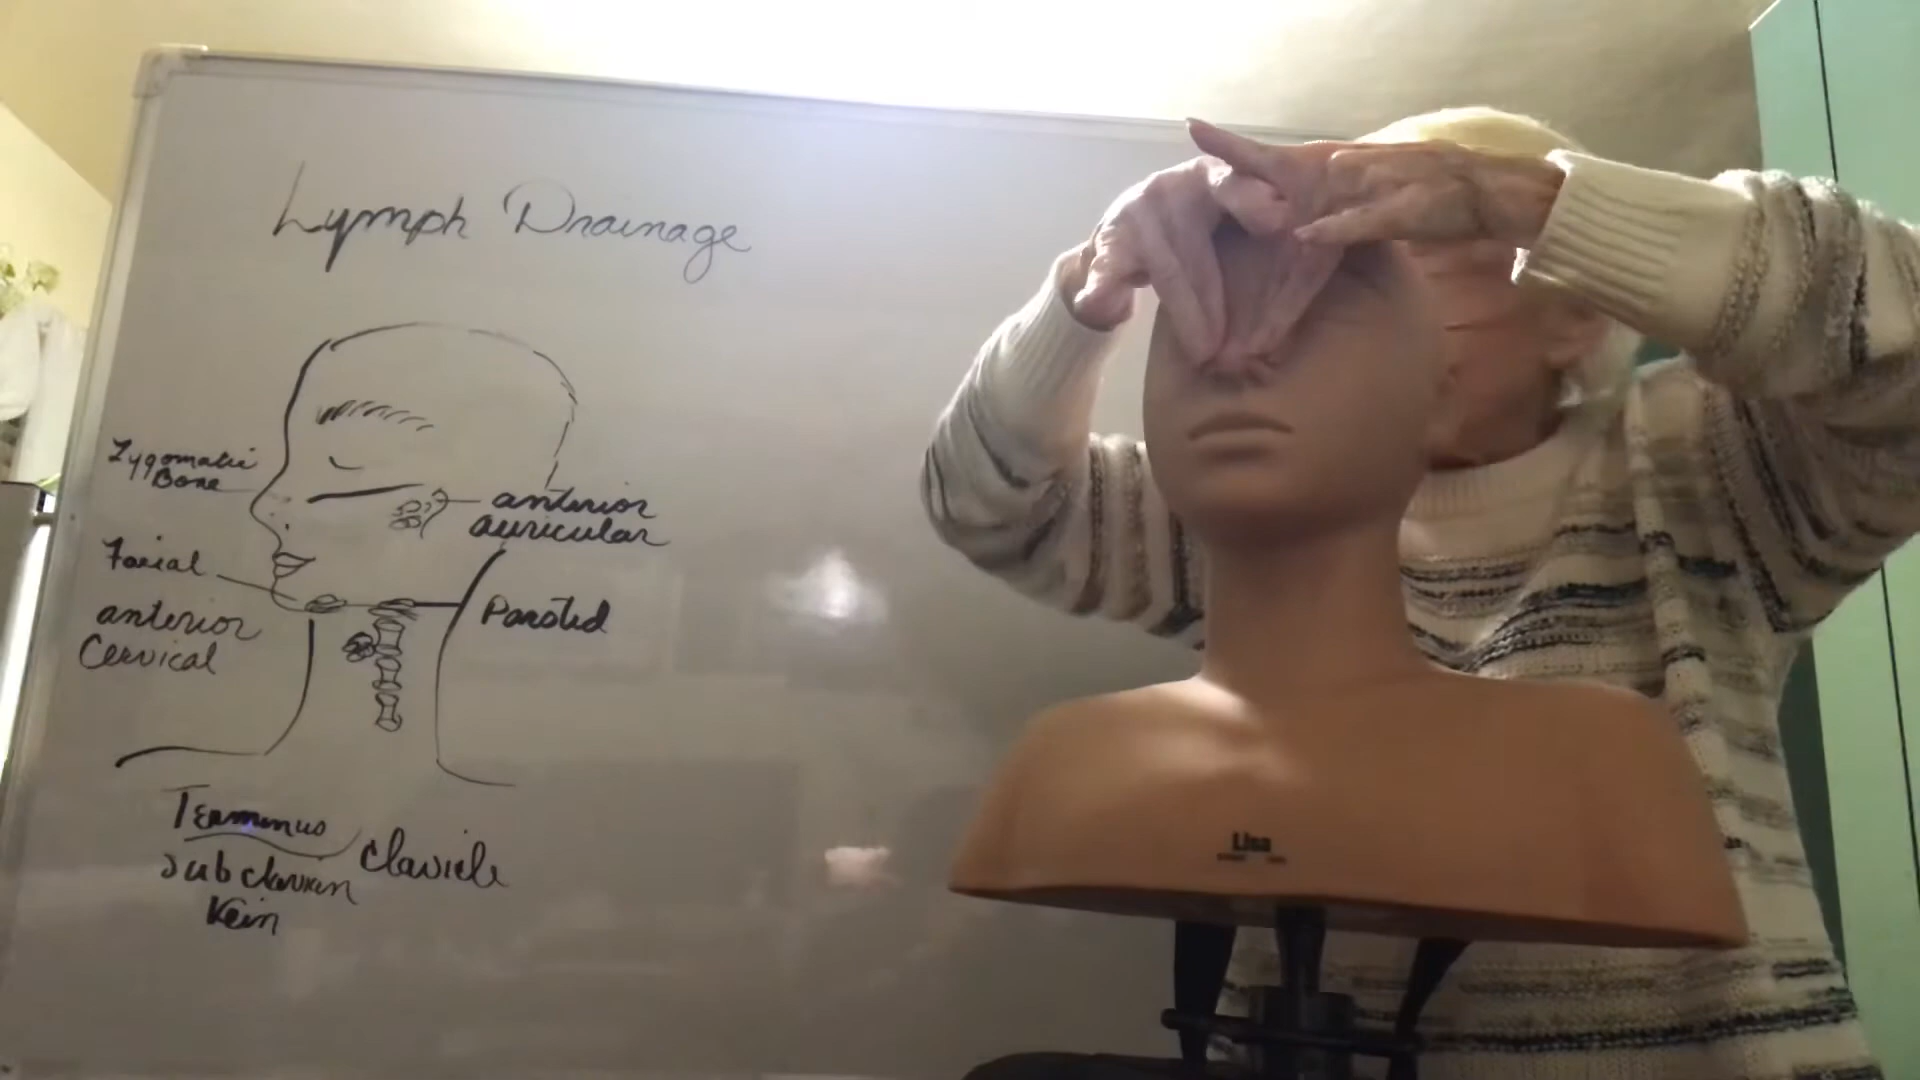 Lymph Drainage
Zygomatic
Bone
anterior
auricular
Facial
anterior
Cervical
Parotid
Terminus
Clavicle
Subclavian
Vein
Lisa